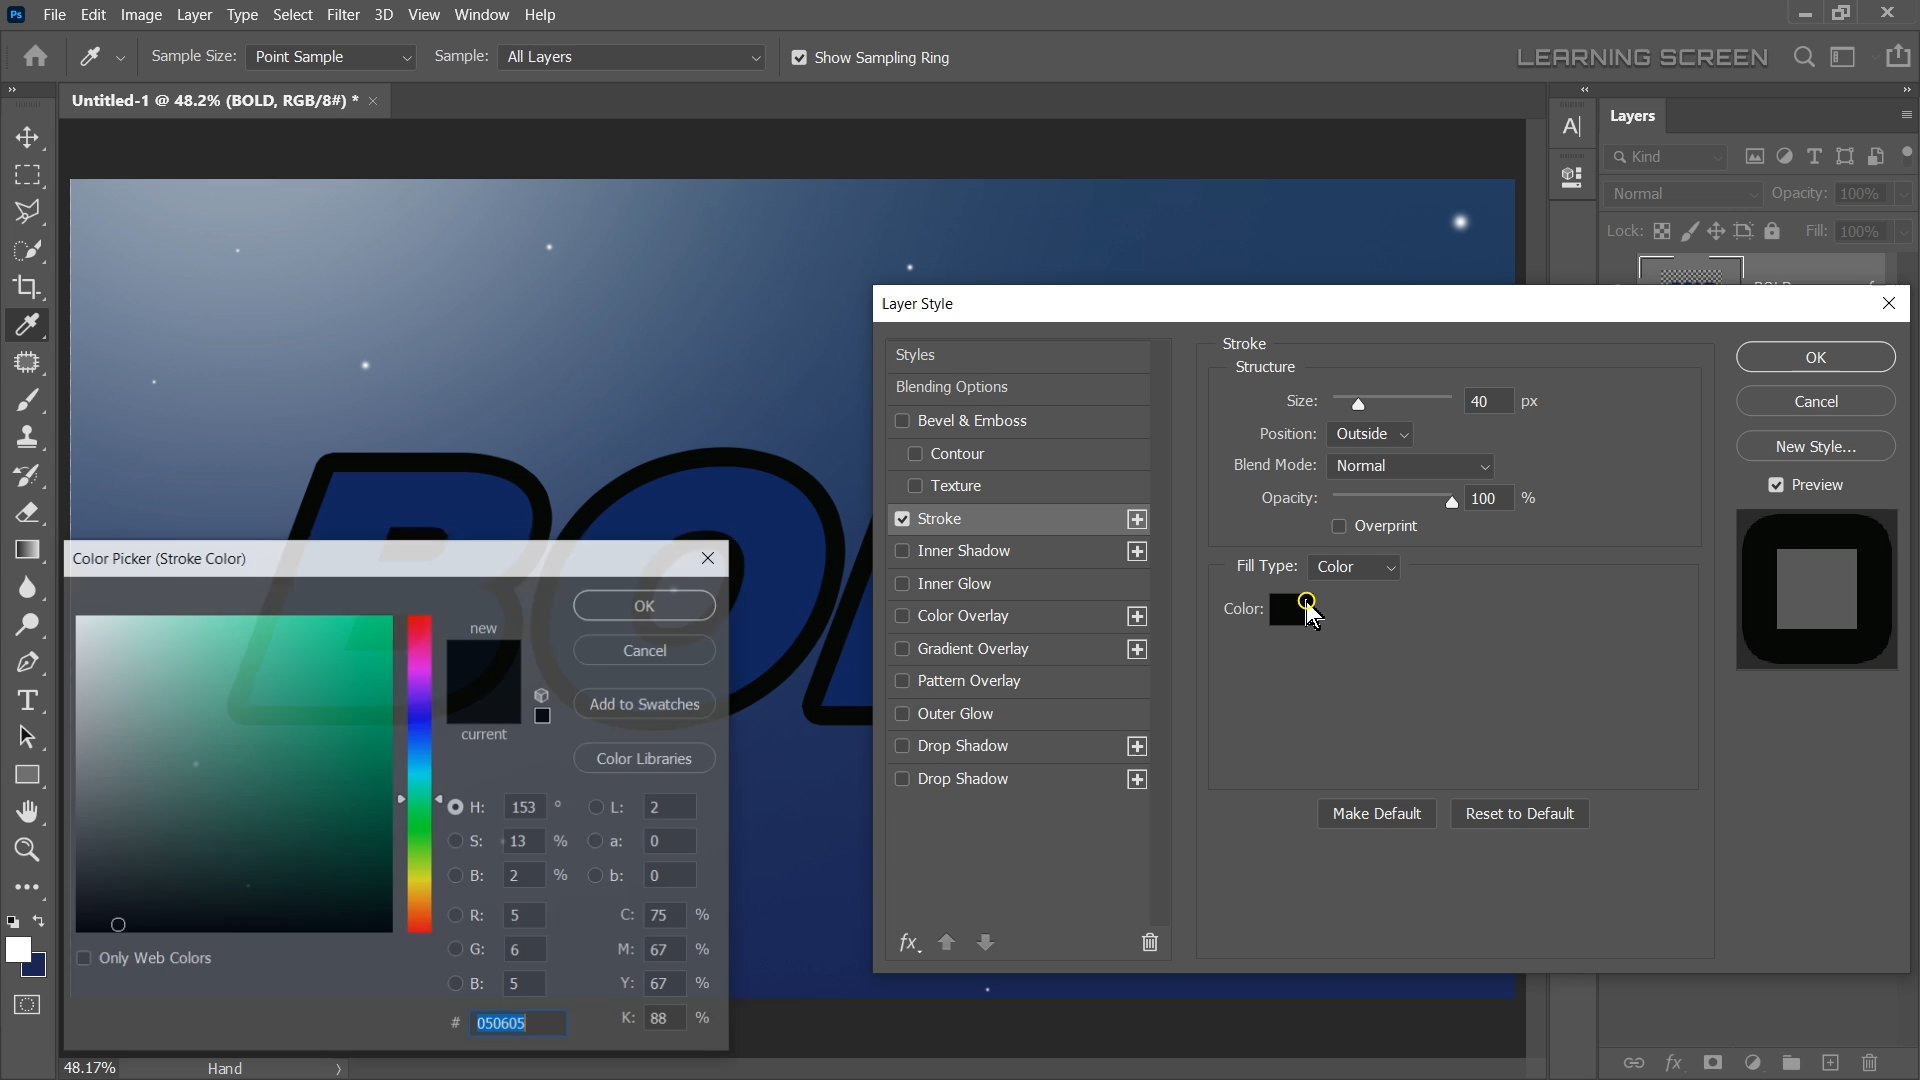 Ps File Edit Image Layer Type Select Filter 3D View Window Help
Sample Size: Point Sample Sample: All Layers Show Sampling Ring LEARNING SCREEN
Untitled-1 @ 48.2% (BOLD, RGB/8#) *
Layers
Kind
Normal Opacity: 100%
Lock: Fill: 100%
BOL
Layer Style
Styles
Blending Options
Bevel & Emboss
Contour
Texture
Stroke
Inner Shadow
Inner Glow
Color Overlay
Gradient Overlay
Pattern Overlay
Outer Glow
Drop Shadow
Drop Shadow
fx
Stroke
Structure
Size: 40 px
Position: Outside
Blend Mode: Normal
Opacity: 100 %
Overprint
Fill Type: Color
Color:
Make Default Reset to Default
OK
Cancel
New Style...
Preview
Color Picker (Stroke Color)
new
current
OK
Cancel
Add to Swatches
Color Libraries
H: 153 ° L: 2
S: 13 % a: 0
B: 2 % b: 0
R: 5 C: 75 %
G: 6 M: 67 %
B: 5 Y: 67 %
# 050605 K: 88 %
Only Web Colors
48.17% Hand
fx